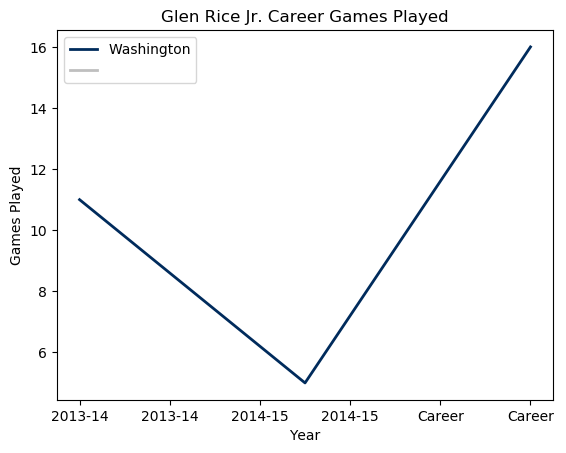 Glen Rice Jr. Career Games Played
Washington
16
14
12
10
8
6
Games Played
2013-14 2013-14 2014-15 2014-15 Career Career
Year